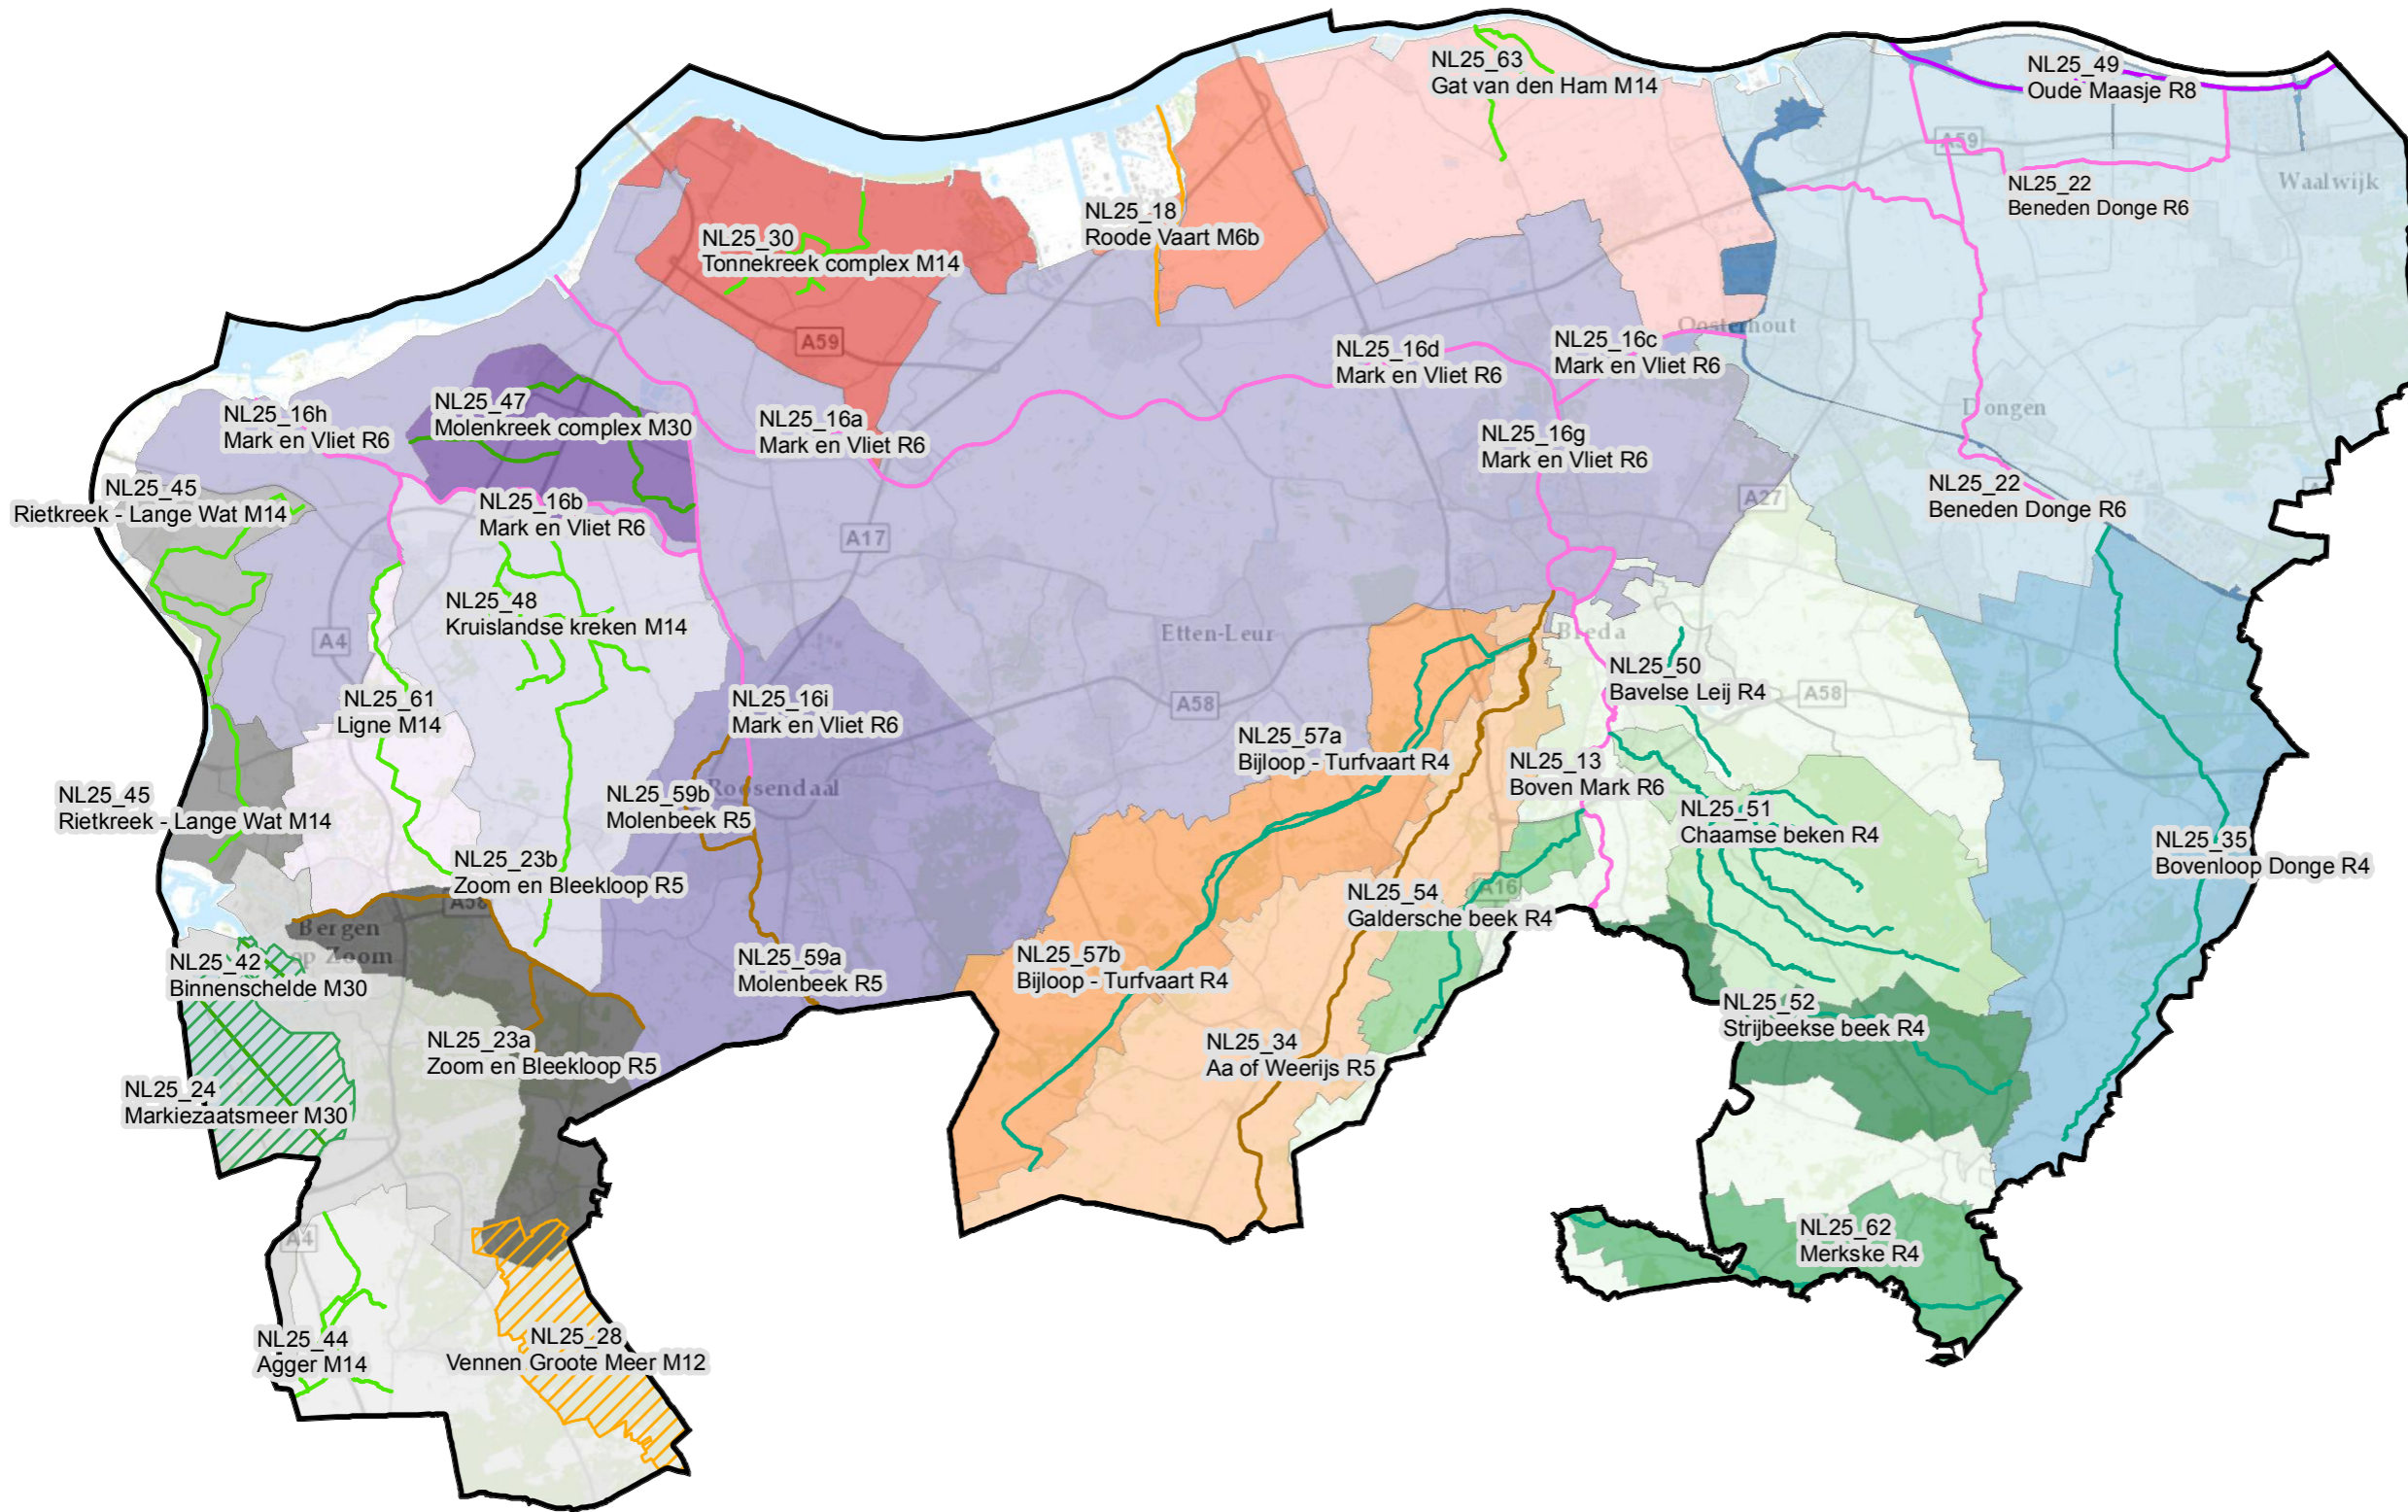 NL25_63
Gat van den Ham M14
NL25_49
Oude Maasje R8
A59
NL25_22
Beneden Donge R6
Waalwijk
NL25_18
Roode Vaart M6b
NL25_30
Tonnekreek complex M14
A59
Oosterhout
NL25_16d
Mark en Vliet R6
NL25_16c
Mark en Vliet R6
NL25_16h
Mark en Vliet R6
NL25_47
Molenkreek complex M30
NL25_16a
Mark en Vliet R6
Dongen
NL25_16g
Mark en Vliet R6
NL25_45
Rietkreek - Lange Wat M14
NL25_16b
Mark en Vliet R6
A27
NL25_22
Beneden Donge R6
A17
NL25_48
Kruislandse kreken M14
A4
Etten-Leur
Breda
NL25_61
Ligne M14
NL25_16i
Mark en Vliet R6
A58
NL25_50
Bavelse Leij R4
A58
NL25_57a
Bijloop - Turfvaart R4
NL25_13
Boven Mark R6
NL25_45
Rietkreek - Lange Wat M14
NL25_59b
Molenbeek R5
Roosendaal
NL25_51
Chaamse beken R4
NL25_35
Bovenloop Donge R4
NL25_23b
Zoom en Bleekloop R5
A58
NL25_54
Galdersche beek R4
A16
Bergen
op Zoom
NL25_42
Binnenschelde M30
NL25_59a
Molenbeek R5
NL25_57b
Bijloop - Turfvaart R4
NL25_52
Strijbeekse beek R4
NL25_23a
Zoom en Bleekloop R5
NL25_34
Aa of Weerijs R5
NL25_24
Markiezaatsmeer M30
A4
NL25_62
Merkske R4
NL25_44
Agger M14
NL25_28
Vennen Groote Meer M12